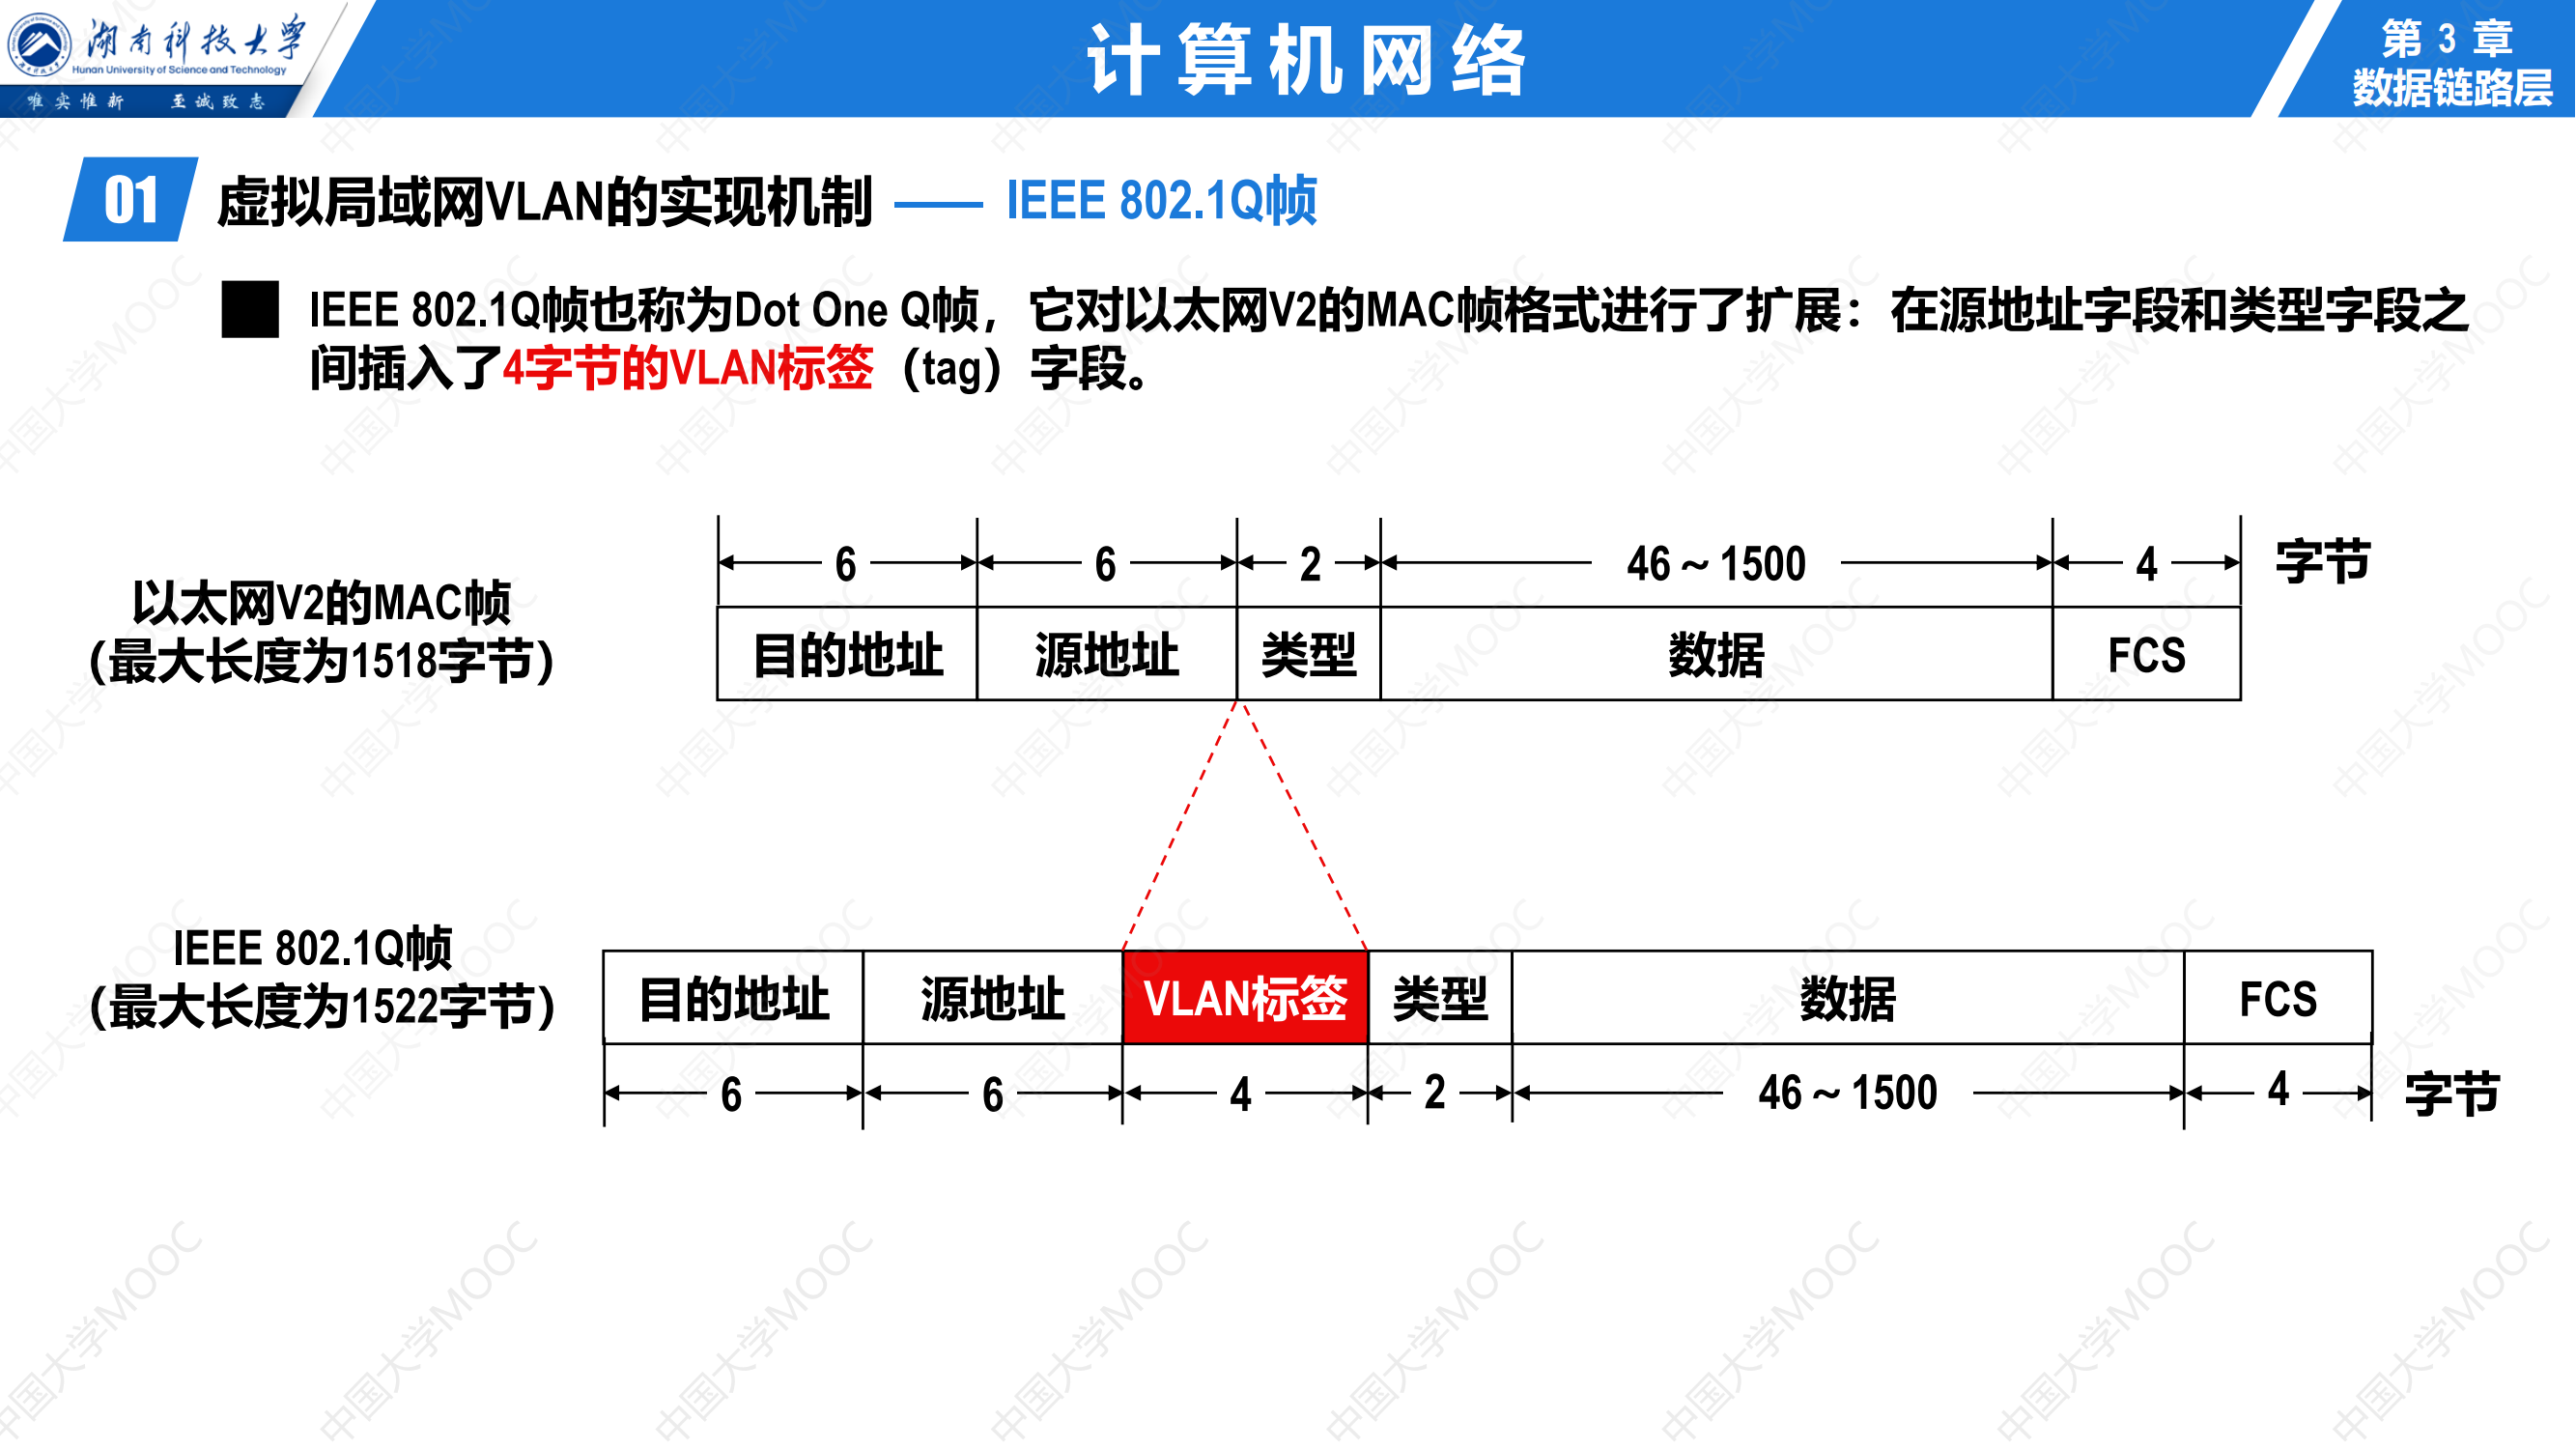 湖南科技大学
Hunan University of Science and Technology
唯实惟新 至诚致志
计算机网络
第 3 章
数据链路层
01 虚拟局域网VLAN的实现机制 —— IEEE 802.1Q帧
IEEE 802.1Q帧也称为Dot One Q帧，它对以太网V2的MAC帧格式进行了扩展：在源地址字段和类型字段之
间插入了4字节的VLAN标签（tag）字段。
6 6 2 46～1500 4 字节
以太网V2的MAC帧
（最大长度为1518字节）
目的地址 源地址 类型 数据 FCS
IEEE 802.1Q帧
（最大长度为1522字节）
目的地址 源地址 VLAN标签 类型 数据 FCS
6 6 4 2 46～1500 4 字节
中国大学MOOC